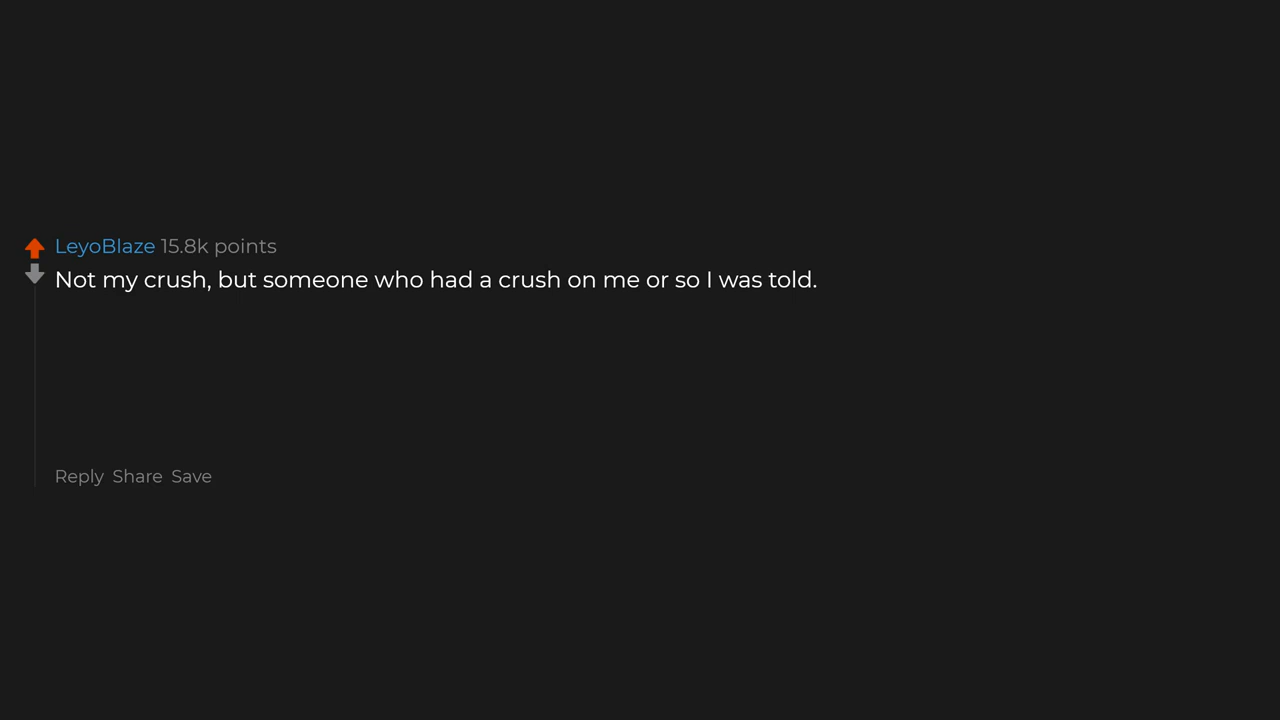 LeyoBlaze 15.8k points
Not my crush, but someone who had a crush on me or so I was told.
Reply Share Save